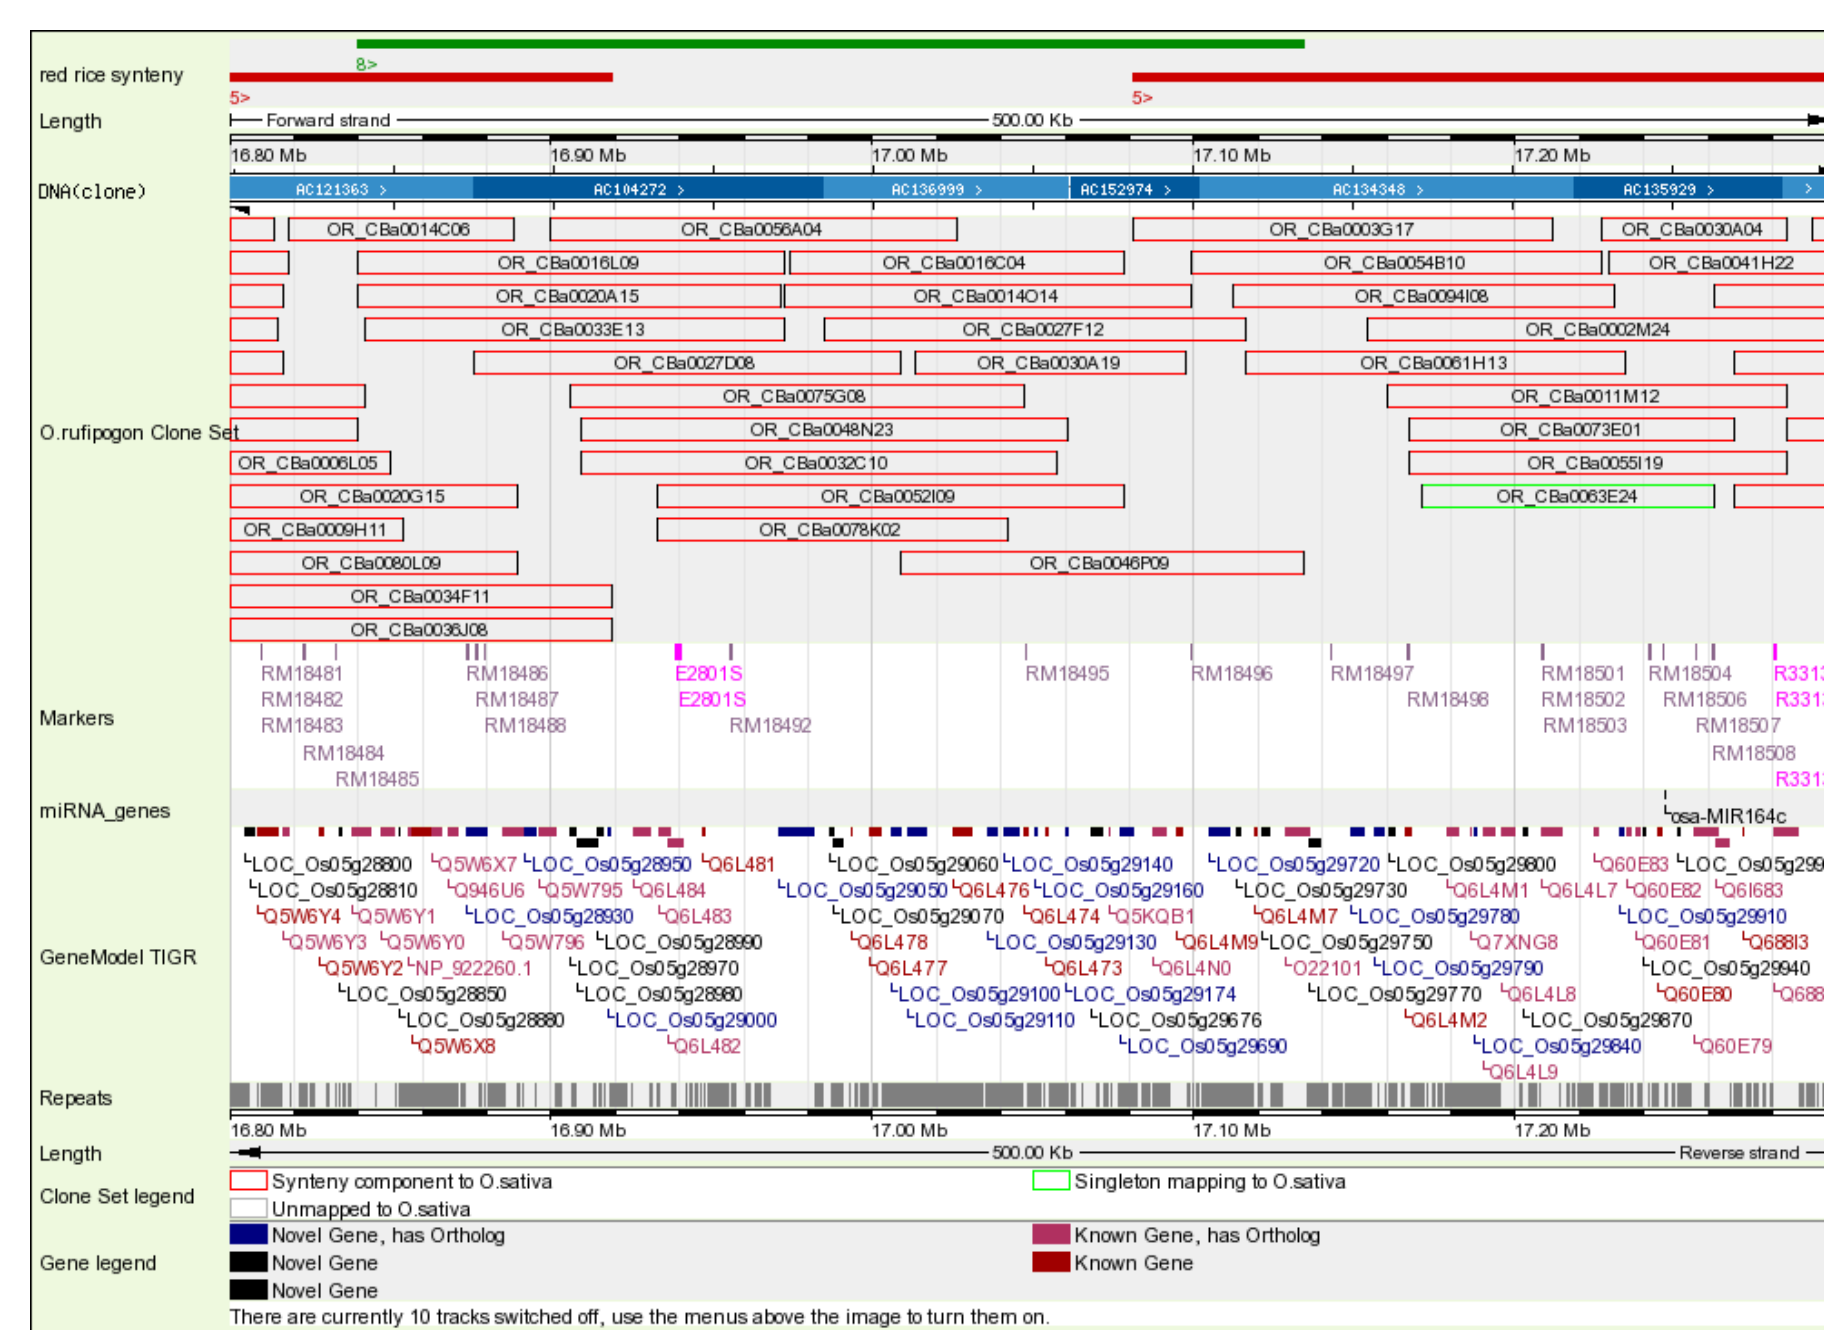 8>
red rice synteny
5> 5>
Length Forward strand 500.00 Kb
16.80 Mb 16.90 Mb 17.00 Mb 17.10 Mb 17.20 Mb
DNA(clone) AC121363 > AC104272 > AC136999 > AC152974 > AC134348 > AC135929 > >
OR_CBa0014C06 OR_CBa0056A04 OR_CBa0003G17 OR_CBa0030A04
OR_CBa0016L09 OR_CBa0016C04 OR_CBa0054B10 OR_CBa0041H22
OR_CBa0020A15 OR_CBa0014O14 OR_CBa0094I08
OR_CBa0033E13 OR_CBa0027F12 OR_CBa0002M24
OR_CBa0027D08 OR_CBa0030A19 OR_CBa0061H13
OR_CBa0075G08 OR_CBa0011M12
O.rufipogon Clone Set OR_CBa0048N23 OR_CBa0073E01
OR_CBa0006L05 OR_CBa0032C10 OR_CBa0055I19
OR_CBa0020G15 OR_CBa0052I09 OR_CBa0063E24
OR_CBa0009H11 OR_CBa0078K02
OR_CBa0080L09 OR_CBa0046P09
OR_CBa0034F11
OR_CBa0036J08
RM18481 RM18486 E2801S RM18495 RM18496 RM18497 RM18501 RM18504 R3313
RM18482 RM18487 E2801S RM18498 RM18502 RM18506 R3313
Markers RM18483 RM18488 RM18492 RM18503 RM18507
RM18484 RM18508
RM18485 R3313
miRNA_genes osa-MIR164c
LOC_Os05g28800 Q5W6X7 LOC_Os05g28950 Q6L481 LOC_Os05g29060 LOC_Os05g29140 LOC_Os05g29720 LOC_Os05g29800 Q60E83 LOC_Os05g299
LOC_Os05g28810 Q946U6 Q5W795 Q6L484 LOC_Os05g29050 Q6L476 LOC_Os05g29160 LOC_Os05g29730 Q6L4M1 Q6L4L7 Q60E82 Q6I683
Q5W6Y4 Q5W6Y1 LOC_Os05g28930 Q6L483 LOC_Os05g29070 Q6L474 Q5KQB1 Q6L4M7 LOC_Os05g29780 LOC_Os05g29910
Q5W6Y3 Q5W6Y0 Q5W796 LOC_Os05g28990 Q6L478 LOC_Os05g29130 Q6L4M9 LOC_Os05g29750 Q7XNG8 Q60E81 Q688I3
GeneModel TIGR Q5W6Y2 NP_922260.1 LOC_Os05g28970 Q6L477 Q6L473 Q6L4N0 O22101 LOC_Os05g29790 LOC_Os05g29940
LOC_Os05g28850 LOC_Os05g28980 LOC_Os05g29100 LOC_Os05g29174 LOC_Os05g29770 Q6L4L8 Q60E80 Q688
LOC_Os05g28880 LOC_Os05g29000 LOC_Os05g29110 LOC_Os05g29676 Q6L4M2 LOC_Os05g29870
Q5W6X8 Q6L482 LOC_Os05g29690 LOC_Os05g29840 Q60E79
Q6L4L9
Repeats
16.80 Mb 16.90 Mb 17.00 Mb 17.10 Mb 17.20 Mb
Length 500.00 Kb Reverse strand
Clone Set legend Synteny component to O.sativa Singleton mapping to O.sativa
Unmapped to O.sativa
Novel Gene, has Ortholog Known Gene, has Ortholog
Gene legend Novel Gene Known Gene
Novel Gene
There are currently 10 tracks switched off, use the menus above the image to turn them on.